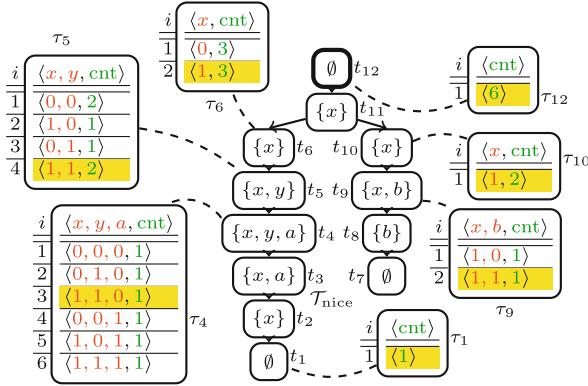 τ₅
i ⟨x, y, cnt⟩
1 ⟨0, 0, 2⟩
2 ⟨1, 0, 1⟩
3 ⟨0, 1, 1⟩
4 ⟨1, 1, 2⟩
i ⟨x, cnt⟩
1 ⟨0, 3⟩
2 ⟨1, 3⟩
τ₆
∅ t₁₂
{x} t₁₁
{x} t₆
t₁₀ {x}
{x, y} t₅
t₉ {x, b}
{x, y, a} t₄
t₈ {b}
{x, a} t₃
t₇ ∅
𝒯nice
{x} t₂
∅ t₁
i ⟨cnt⟩
1 ⟨6⟩
τ₁₂
i ⟨x, cnt⟩
1 ⟨1, 2⟩
τ₁₀
i ⟨x, b, cnt⟩
1 ⟨1, 0, 1⟩
2 ⟨1, 1, 1⟩
τ₉
i ⟨x, y, a, cnt⟩
1 ⟨0, 0, 0, 1⟩
2 ⟨0, 1, 0, 1⟩
3 ⟨1, 1, 0, 1⟩
4 ⟨0, 0, 1, 1⟩
5 ⟨1, 0, 1, 1⟩
6 ⟨1, 1, 1, 1⟩
τ₄
i ⟨cnt⟩
1 ⟨1⟩
τ₁